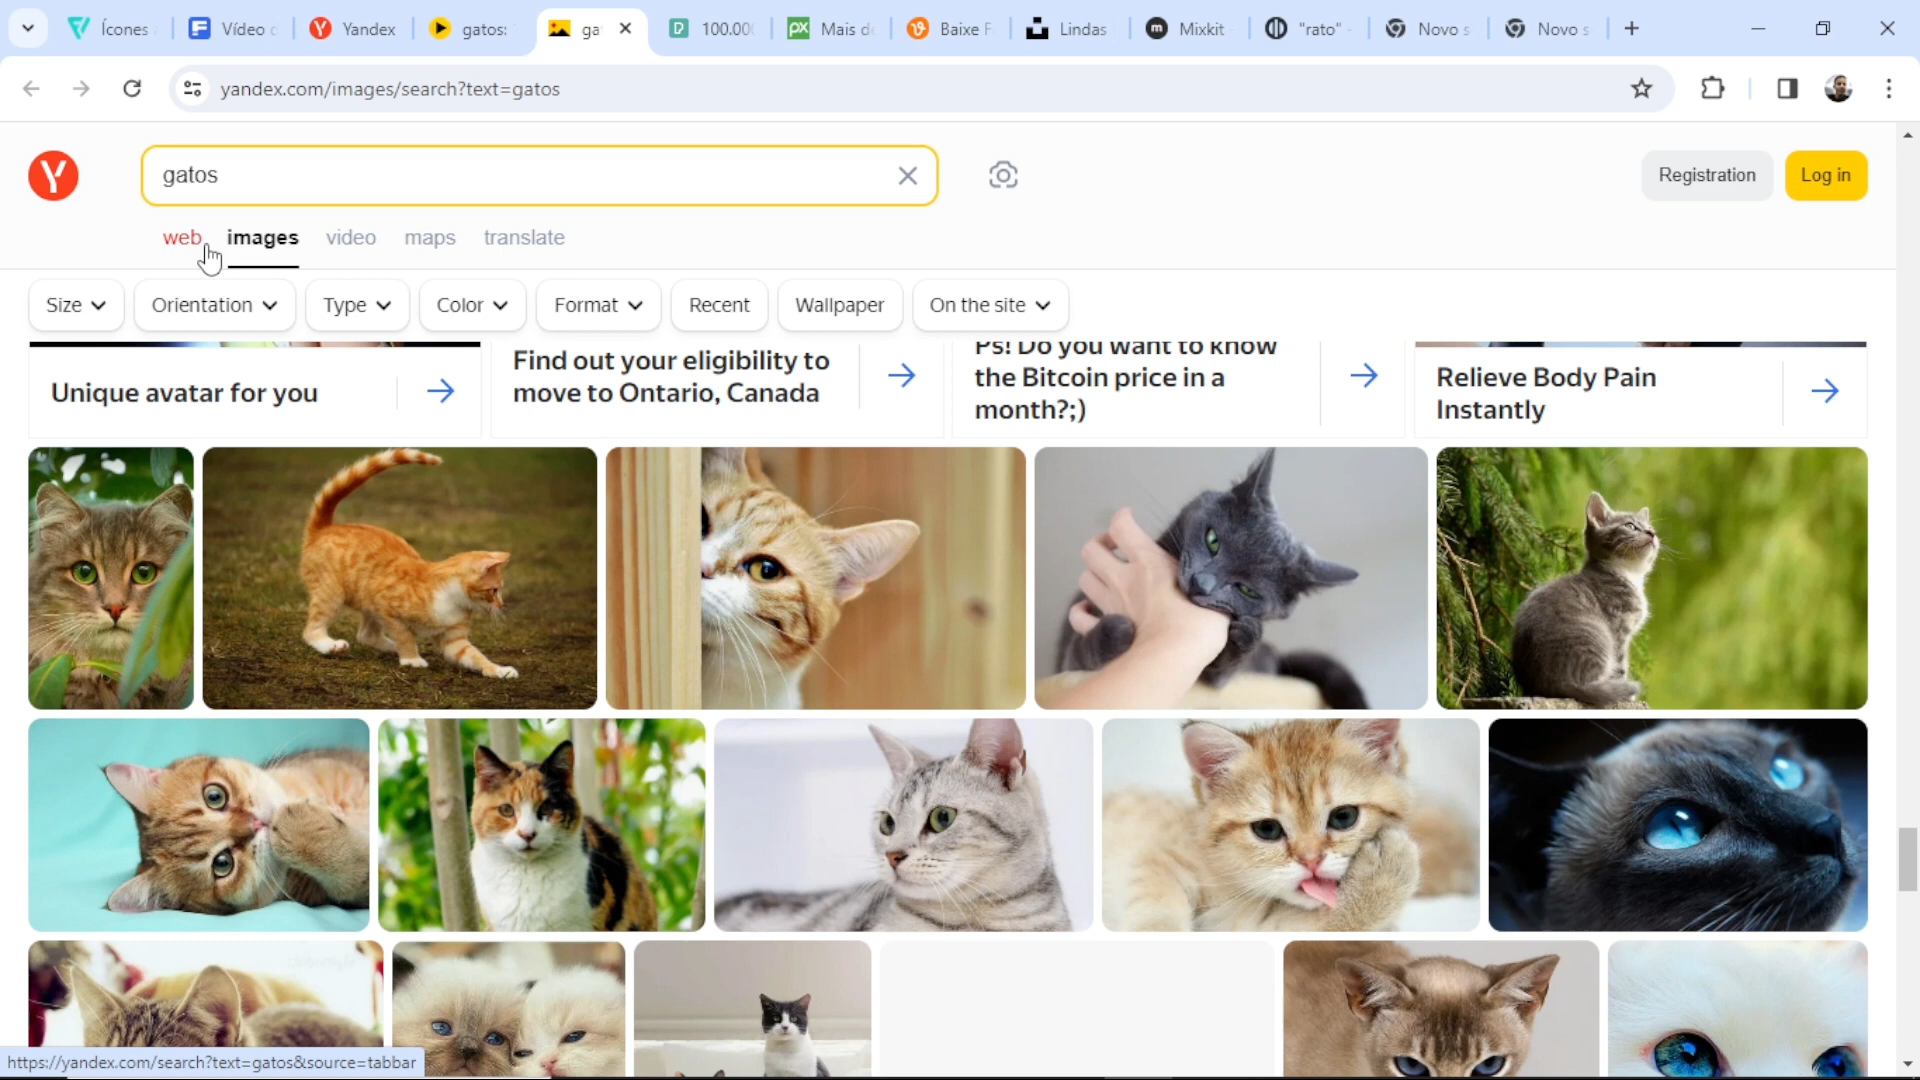 Ícones
Vídeo
Yandex
gatos:
ga
100.000
Mais de
Baixe F
Lindas
Mixkit
"rato" -
Novo s
Novo s
yandex.com/images/search?text=gatos
gatos
Registration
Log in
web
images
video
maps
translate
Size
Orientation
Type
Color
Format
Recent
Wallpaper
On the site
Unique avatar for you
Find out your eligibility to
move to Ontario, Canada
Ps! Do you want to know
the Bitcoin price in a
month?;)
Relieve Body Pain
Instantly
https://yandex.com/search?text=gatos&source=tabbar